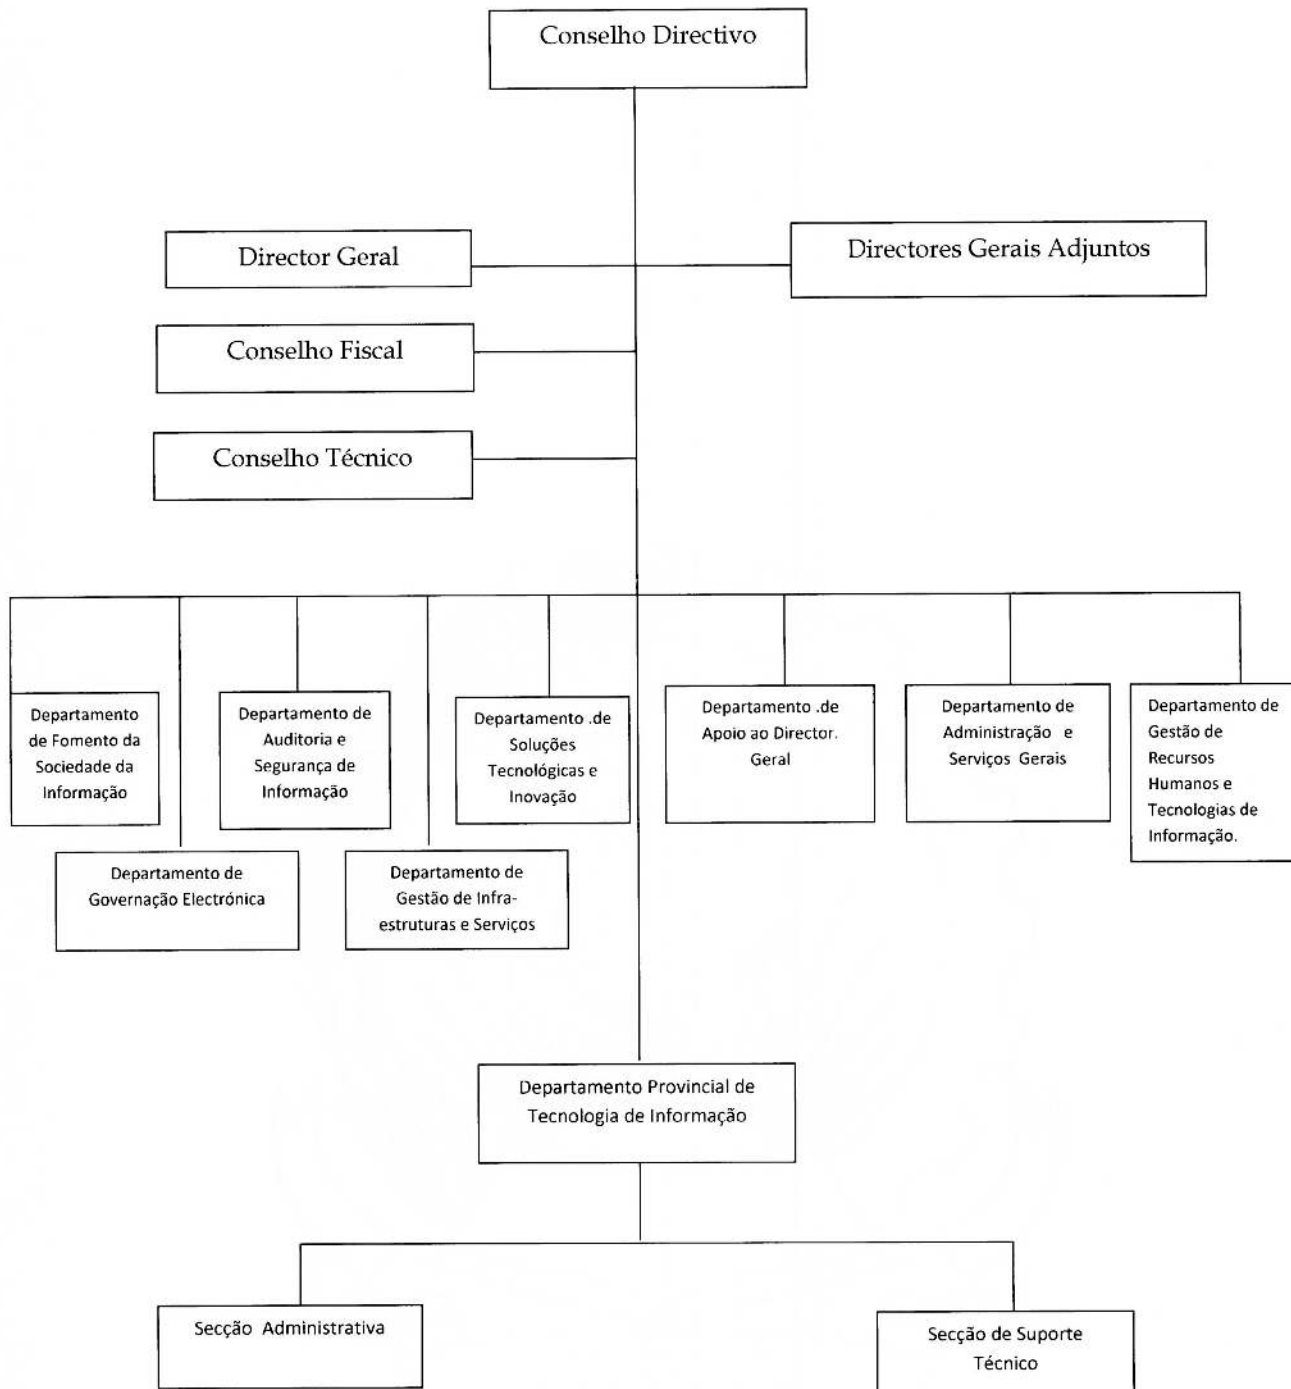 Conselho Directivo
Director Geral
Directores Gerais Adjuntos
Conselho Fiscal
Conselho Técnico
Departamento
de Fomento da
Sociedade da
Informação
Departamento de
Auditoria e
Segurança de
Informação
Departamento .de
Soluções
Tecnológicas e
Inovação
Departamento .de
Apoio ao Director.
Geral
Departamento de
Administração e
Serviços Gerais
Departamento de
Gestão de
Recursos
Humanos e
Tecnologias de
Informação.
Departamento de
Governação Electrónica
Departamento de
Gestão de Infra-
estruturas e Serviços
Departamento Provincial de
Tecnologia de Informação
Secção Administrativa
Secção de Suporte
Técnico